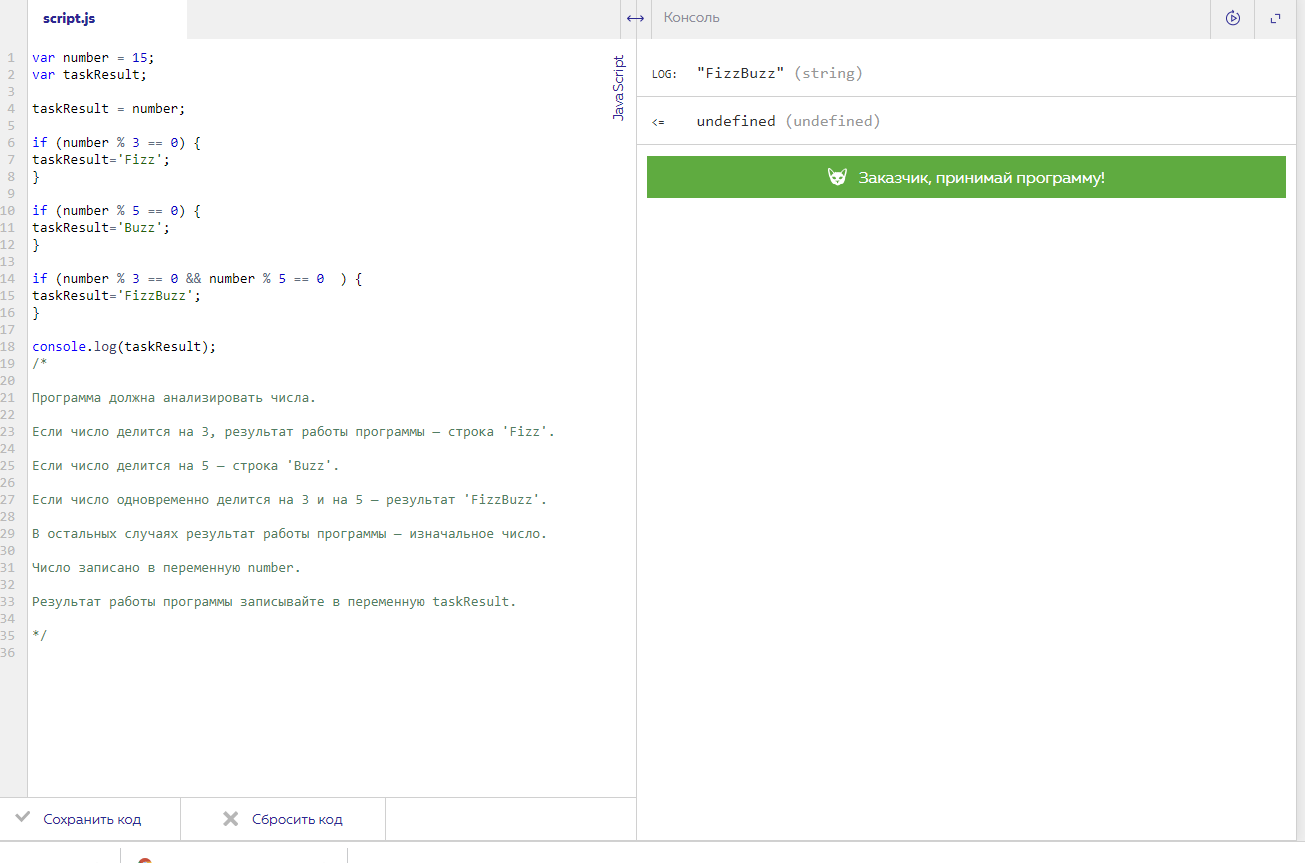 script.js
Консоль
JavaScript
1 var number = 15;
2 var taskResult;
3
4 taskResult = number;
5
6 if (number % 3 == 0) {
7 taskResult='Fizz';
8 }
9
10 if (number % 5 == 0) {
11 taskResult='Buzz';
12 }
13
14 if (number % 3 == 0 && number % 5 == 0  ) {
15 taskResult='FizzBuzz';
16 }
17
18 console.log(taskResult);
19 /*
20
21 Программа должна анализировать числа.
22
23 Если число делится на 3, результат работы программы — строка 'Fizz'.
24
25 Если число делится на 5 — строка 'Buzz'.
26
27 Если число одновременно делится на 3 и на 5 — результат 'FizzBuzz'.
28
29 В остальных случаях результат работы программы — изначальное число.
30
31 Число записано в переменную number.
32
33 Результат работы программы записывайте в переменную taskResult.
34
35 */
36
LOG: "FizzBuzz" (string)
<= undefined (undefined)
Заказчик, принимай программу!
Сохранить код
Сбросить код